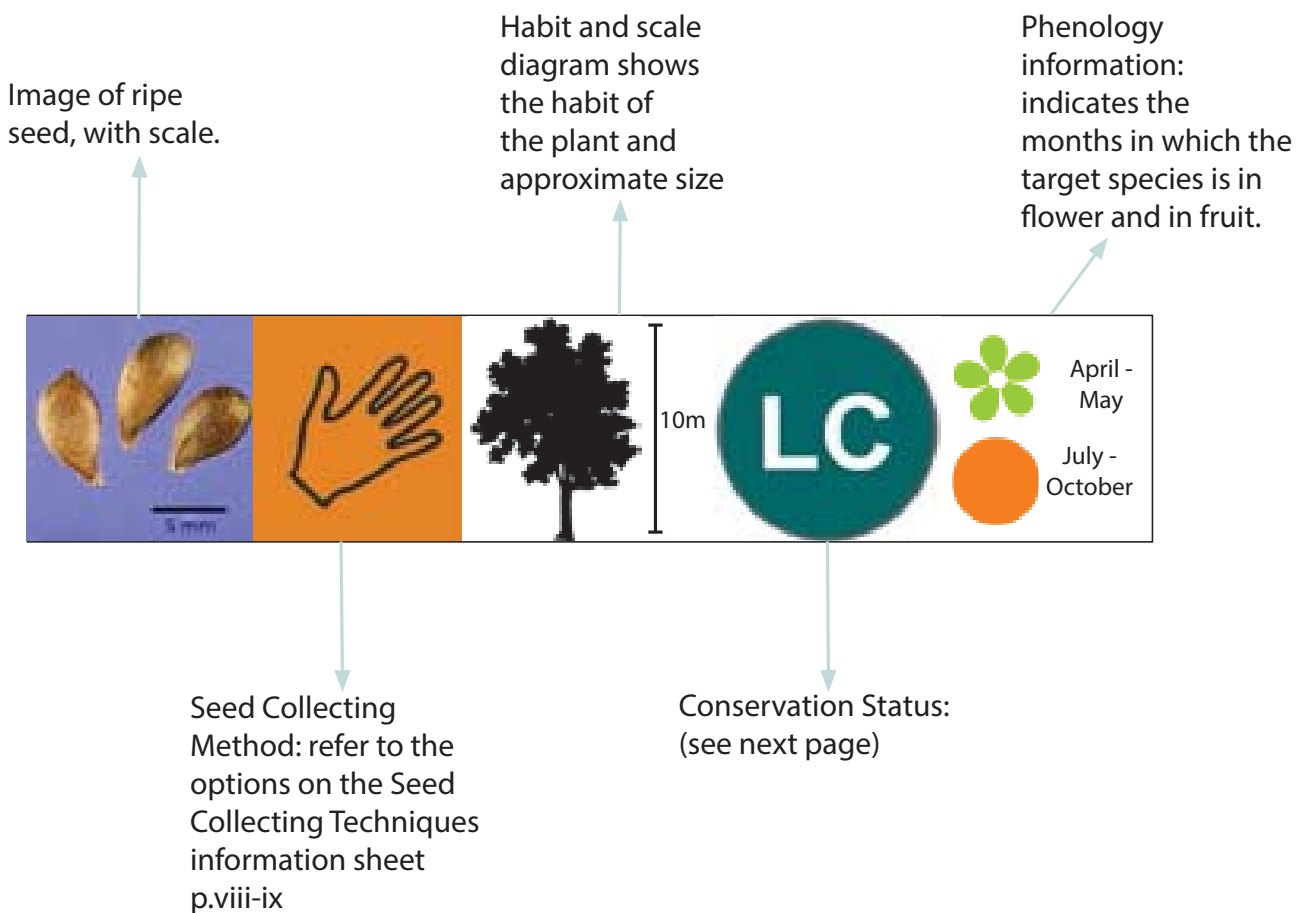 Image of ripe
seed, with scale.
Habit and scale
diagram shows
the habit of
the plant and
approximate size
Phenology
information:
indicates the
months in which the
target species is in
flower and in fruit.
5 mm
10m
LC
April -
May
July -
October
Seed Collecting
Method: refer to the
options on the Seed
Collecting Techniques
information sheet
p.viii-ix
Conservation Status:
(see next page)